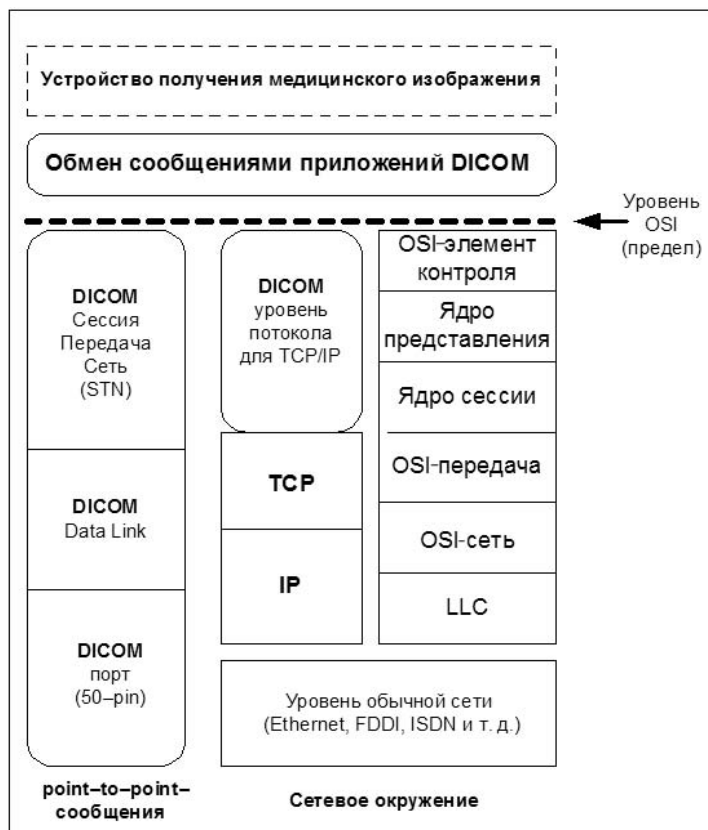 Устройство получения медицинского изображения
Обмен сообщениями приложений DICOM
Уровень
OSI
(предел)
DICOM
Сессия
Передача
Сеть
(STN)
DICOM
Data Link
DICOM
порт
(50–pin)
point–to–point–
сообщения
DICOM
уровень
потокола
для TCP/IP
TCP
IP
OSI-элемент
контроля
Ядро
представления
Ядро сессии
OSI-передача
OSI-сеть
LLC
Уровень обычной сети
(Ethernet, FDDI, ISDN и т. д.)
Сетевое окружение